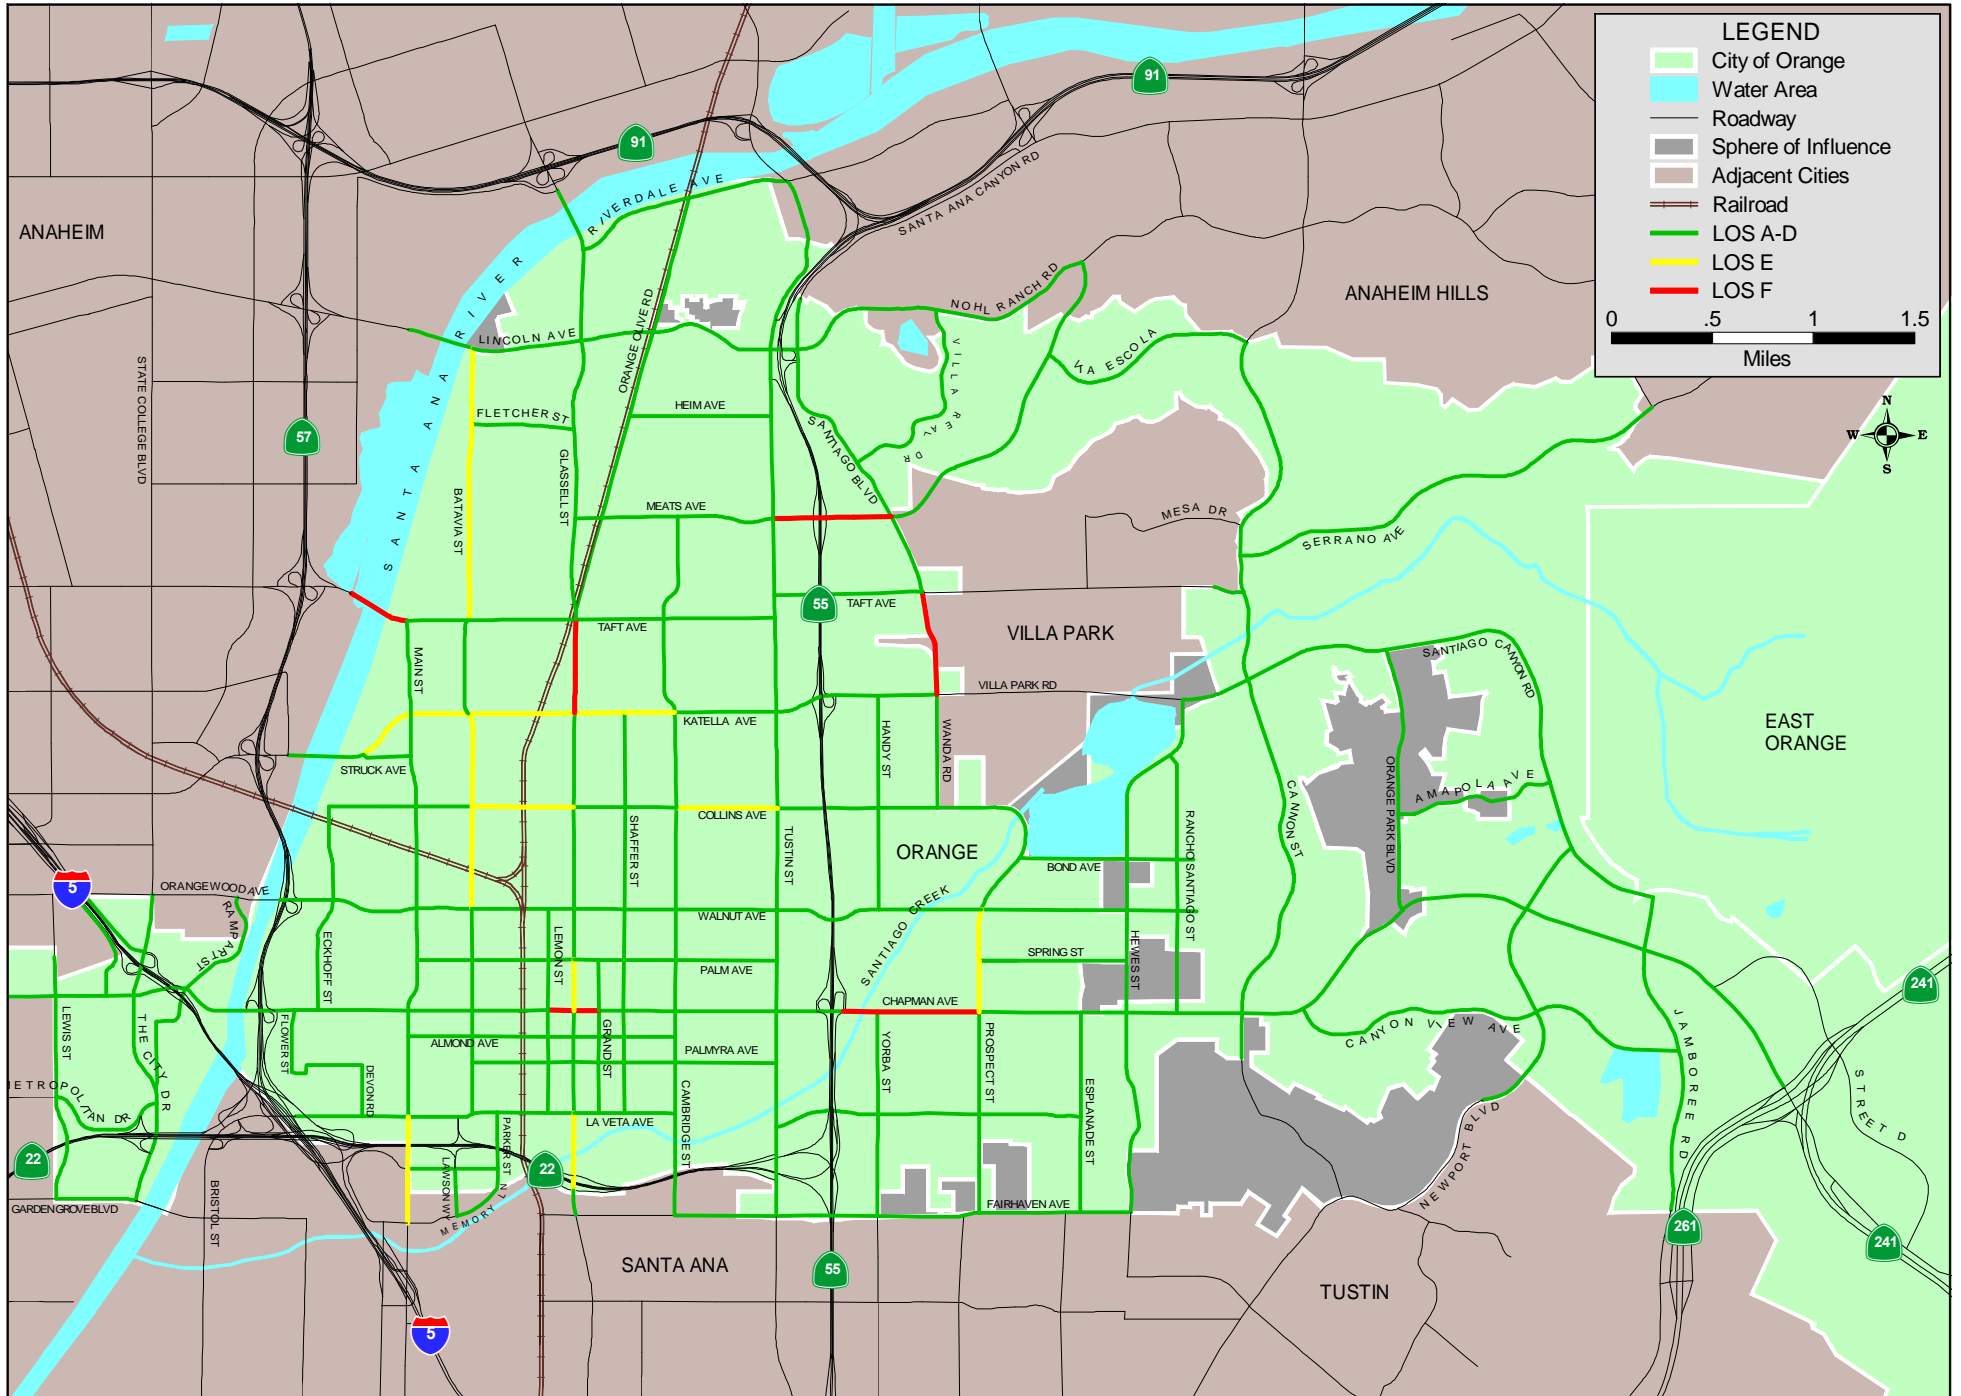 LEGEND
City of Orange
Water Area
Roadway
Sphere of Influence
Adjacent Cities
Railroad
LOS A-D
LOS E
LOS F
0 .5 1 1.5
Miles
N
W E
S
91
91
ANAHEIM
RIVERDALE AVE
SANTA ANA CANYON RD
SANTA ANA RIVER
ORANGE OLIVE RD
NOHL RANCH RD
ANAHEIM HILLS
LINCOLN AVE
VILLA REAL DR
VIA ESCOLA
STATE COLLEGE BLVD
HEIM AVE
FLETCHER ST
57
SANTIAGO BLVD
GLASSELL ST
BATAVIA ST
MEATS AVE
MESA DR
SERRANO AVE
55
TAFT AVE
TAFT AVE
VILLA PARK
MAIN ST
SANTIAGO CANYON RD
VILLA PARK RD
KATELLA AVE
HANDY ST
WANDA RD
EAST
ORANGE
STRUCK AVE
ORANGE PARK BLVD
AMAPOLA AVE
CANNON ST
COLLINS AVE
SHAFFER ST
TUSTIN ST
RANCHO SANTIAGO ST
ORANGE
BOND AVE
5
ORANGEWOOD AVE
RAMPART ST
WALNUT AVE
SANTIAGO CREEK
ECKHOFF ST
LEMON ST
HEWES ST
SPRING ST
PALM AVE
CHAPMAN AVE
241
LEWIS ST
THE CITY DR
FLOWER ST
ALMOND AVE
GRAND ST
PALMYRA AVE
YORBA ST
PROSPECT ST
CANYON VIEW AVE
JAMBOREE RD
STREET D
DEVON RD
CAMBRIDGE ST
ESPLANADE ST
METROPOLITAN DR
LA VETA AVE
PARKER ST
NEWPORT BLVD
22
22
LAWSON WY
MEMORY LN
BRISTOL ST
GARDEN GROVE BLVD
FAIRHAVEN AVE
261
241
SANTA ANA
55
TUSTIN
5